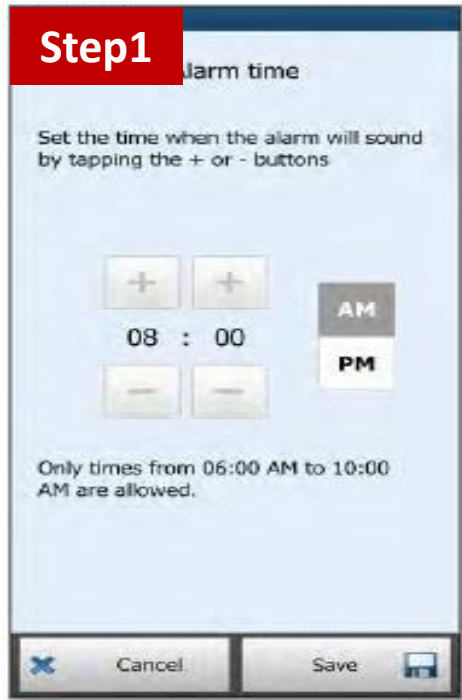 Step1
larm time
Set the time when the alarm will sound
by tapping the + or - buttons
+ +
AM
08 : 00
PM
- -
Only times from 06:00 AM to 10:00
AM are allowed.
Cancel Save